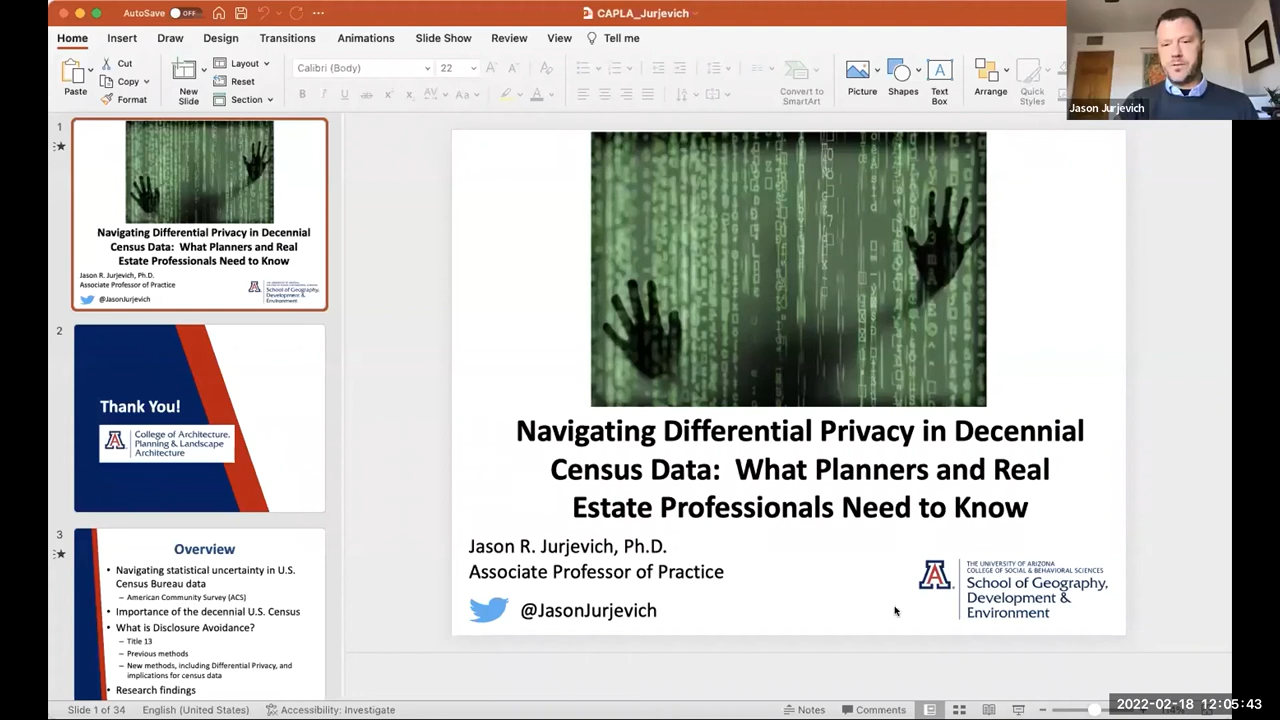 AutoSave OFF
CAPLA_Jurjevich
Home Insert Draw Design Transitions Animations Slide Show Review View Tell me
Paste
Cut
Copy
Format
New
Slide
Layout
Reset
Section
Calibri (Body) 22
Convert to
SmartArt
Picture
Shapes
Text
Box
Arrange
Quick
Styles
Jason Jurjevich
1
Navigating Differential Privacy in Decennial
Census Data: What Planners and Real
Estate Professionals Need to Know
Jason R. Jurjevich, Ph.D.
Associate Professor of Practice
@JasonJurjevich
School of Geography,
Development &
Environment
2
Thank You!
College of Architecture,
Planning & Landscape
Architecture
3
Overview
• Navigating statistical uncertainty in U.S.
Census Bureau data
– American Community Survey (ACS)
• Importance of the decennial U.S. Census
• What is Disclosure Avoidance?
– Title 13
– Previous methods
– New methods, including Differential Privacy, and
implications for census data
• Research findings
Navigating Differential Privacy in Decennial
Census Data: What Planners and Real
Estate Professionals Need to Know
Jason R. Jurjevich, Ph.D.
Associate Professor of Practice
@JasonJurjevich
THE UNIVERSITY OF ARIZONA
COLLEGE OF SOCIAL & BEHAVIORAL SCIENCES
School of Geography,
Development &
Environment
Slide 1 of 34 English (United States) Accessibility: Investigate
Notes Comments
2022-02-18 12:05:43